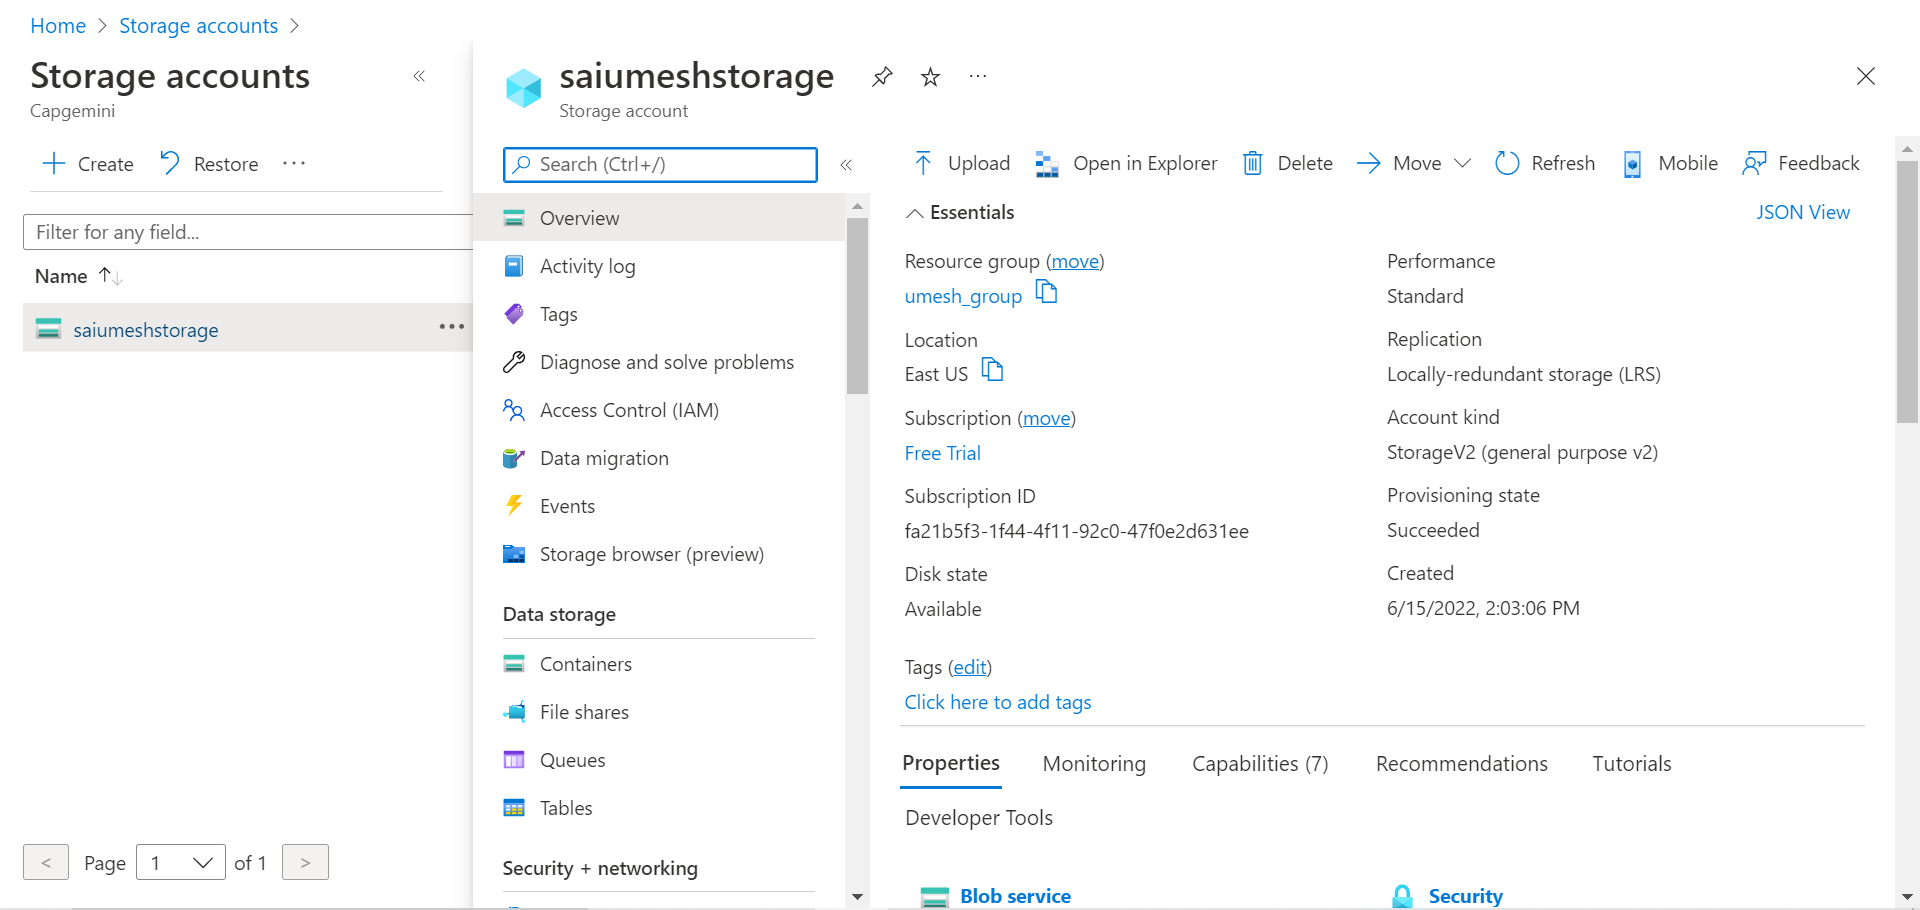 Home > Storage accounts >
Storage accounts «
Capgemini
+ Create Restore ...
Filter for any field...
Name ↑↓
saiumeshstorage ...
< Page 1 of 1 >
saiumeshstorage ...
Storage account
Search (Ctrl+/) «
Overview
Activity log
Tags
Diagnose and solve problems
Access Control (IAM)
Data migration
Events
Storage browser (preview)
Data storage
Containers
File shares
Queues
Tables
Security + networking
Upload Open in Explorer Delete Move Refresh Mobile Feedback
Essentials JSON View
Resource group (move)
umesh_group
Location
East US
Subscription (move)
Free Trial
Subscription ID
fa21b5f3-1f44-4f11-92c0-47f0e2d631ee
Disk state
Available
Performance
Standard
Replication
Locally-redundant storage (LRS)
Account kind
StorageV2 (general purpose v2)
Provisioning state
Succeeded
Created
6/15/2022, 2:03:06 PM
Tags (edit)
Click here to add tags
Properties Monitoring Capabilities (7) Recommendations Tutorials
Developer Tools
Blob service Security